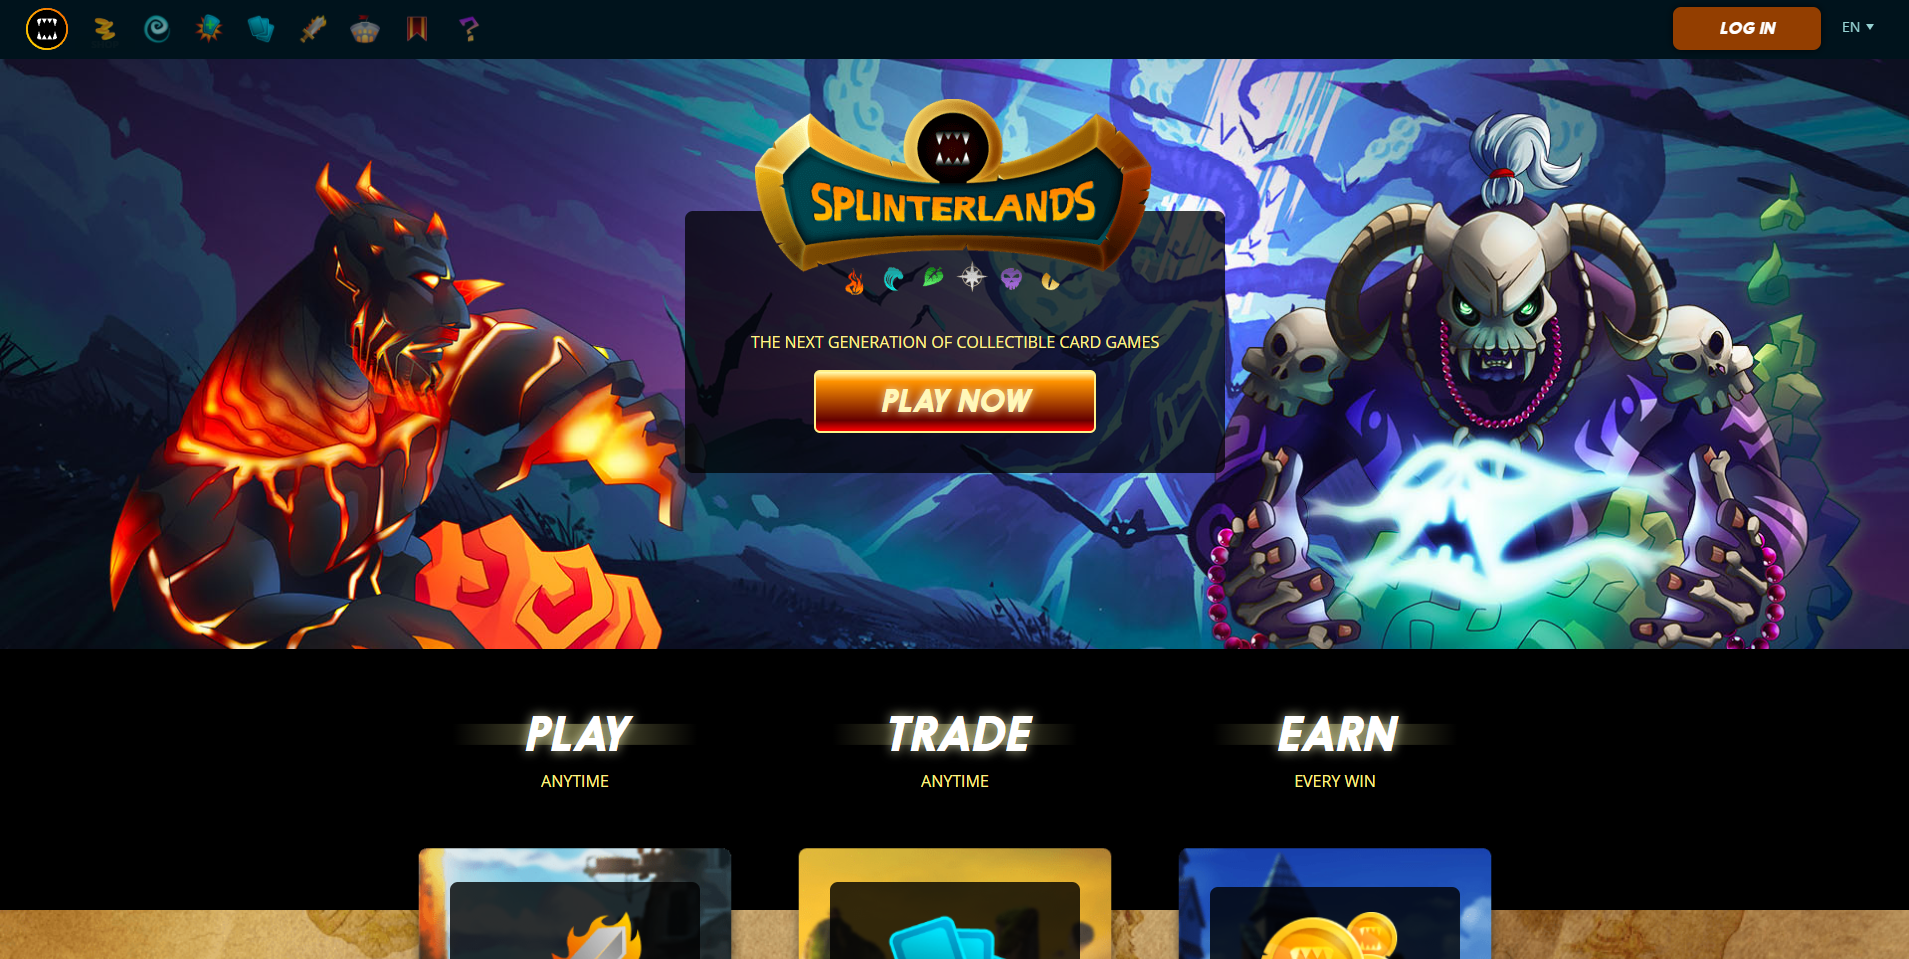 LOG IN
EN
SPLINTERLANDS
THE NEXT GENERATION OF COLLECTIBLE CARD GAMES
PLAY NOW
PLAY
ANYTIME
TRADE
ANYTIME
EARN
EVERY WIN